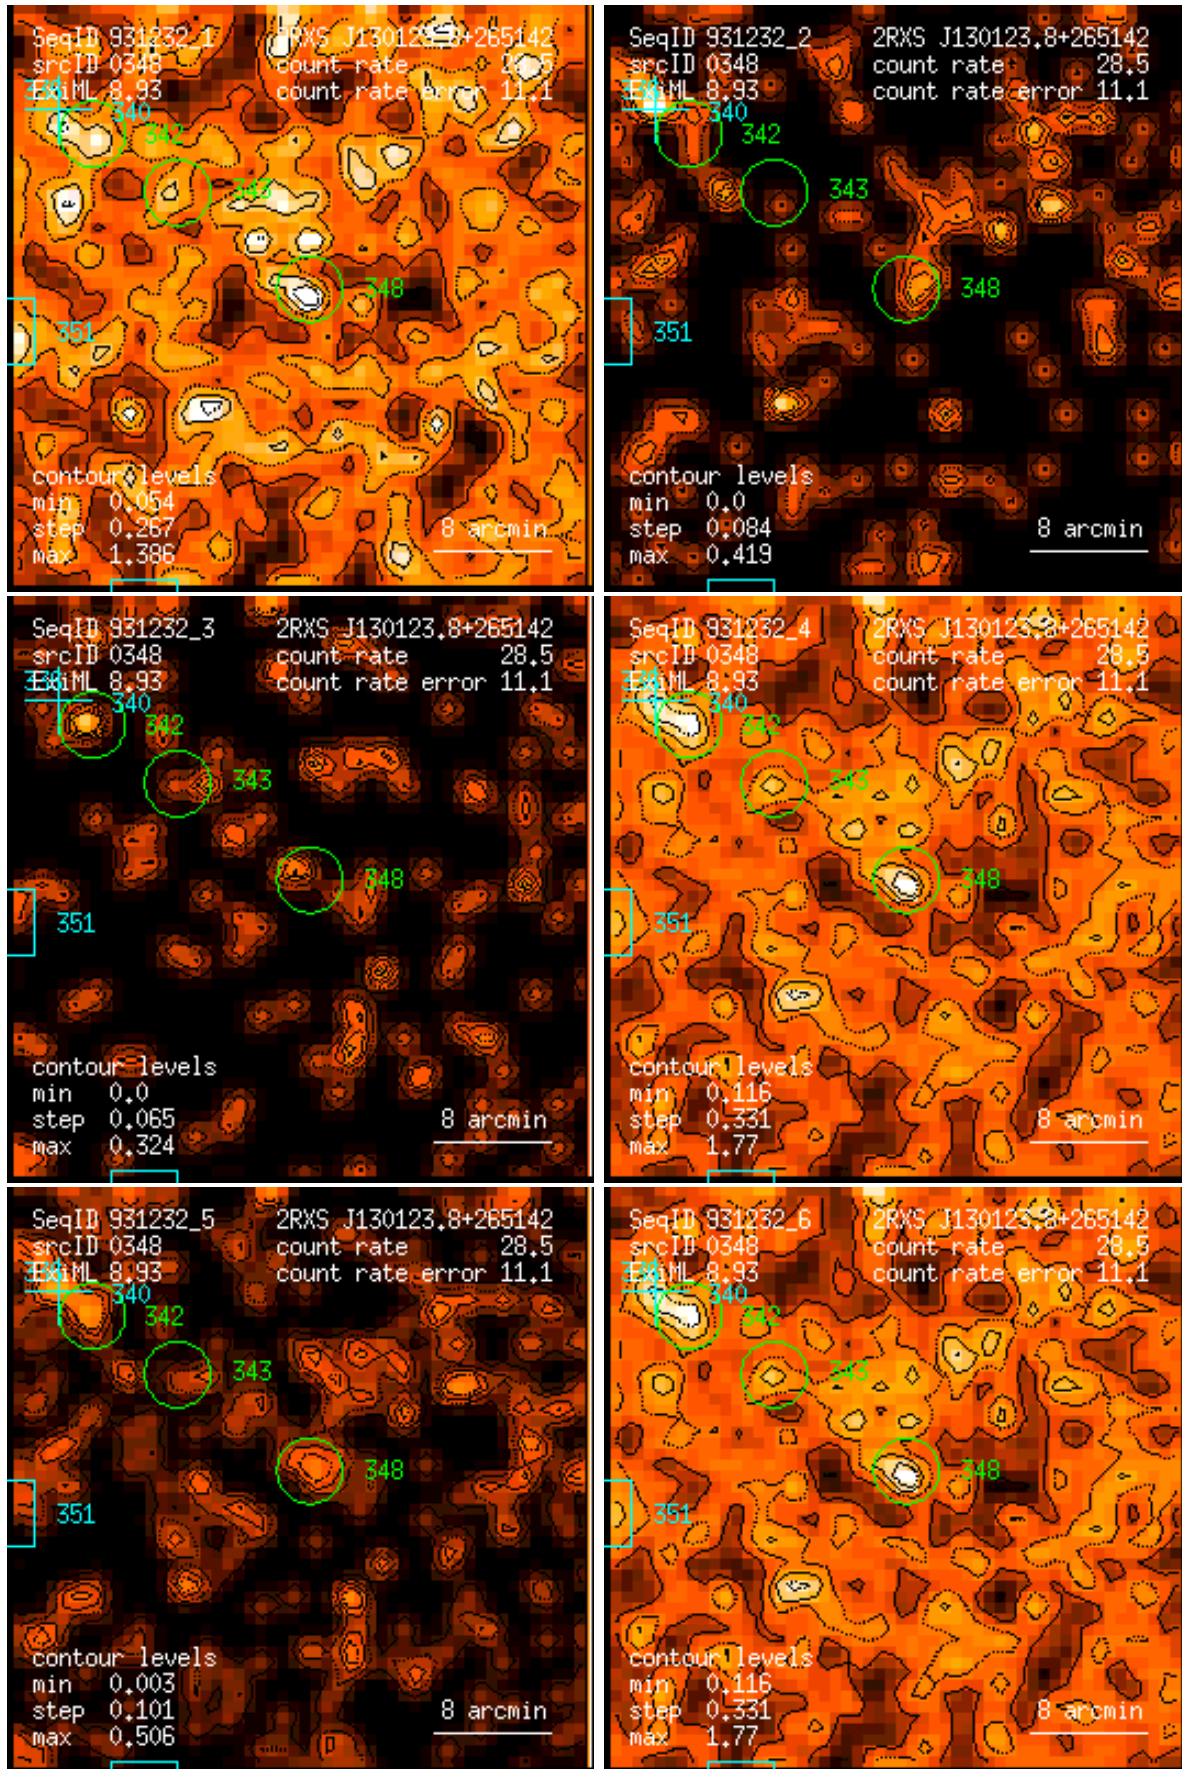 SeqID 931232_1 2RXS J130123.8+265142
srcID 0348 count rate 28.5
ExiML 8.93 count rate error 11.1
340
342
343
348
351
contour levels
min 0.054
step 0.267 8 arcmin
max 1.386
SeqID 931232_2 2RXS J130123.8+265142
srcID 0348 count rate 28.5
ExiML 8.93 count rate error 11.1
340
342
343
348
351
contour levels
min 0.0
step 0.084 8 arcmin
max 0.419
SeqID 931232_3 2RXS J130123.8+265142
srcID 0348 count rate 28.5
ExiML 8.93 count rate error 11.1
340
342
343
348
351
contour levels
min 0.0
step 0.065 8 arcmin
max 0.324
SeqID 931232_4 2RXS J130123.8+265142
srcID 0348 count rate 28.5
ExiML 8.93 count rate error 11.1
340
342
343
348
351
contour levels
min 0.116
step 0.331 8 arcmin
max 1.77
SeqID 931232_5 2RXS J130123.8+265142
srcID 0348 count rate 28.5
ExiML 8.93 count rate error 11.1
340
342
343
348
351
contour levels
min 0.003
step 0.101 8 arcmin
max 0.506
SeqID 931232_6 2RXS J130123.8+265142
srcID 0348 count rate 28.5
ExiML 8.93 count rate error 11.1
340
342
343
348
351
contour levels
min 0.116
step 0.331 8 arcmin
max 1.77